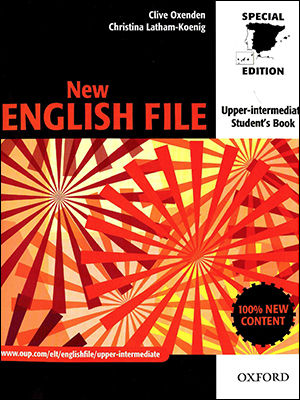 Clive Oxenden
Christina Latham-Koenig
SPECIAL
EDITION
New
ENGLISH FILE
Upper-intermediat
Student's Book
100% NEW
CONTENT
www.oup.com/elt/englishfile/upper-intermediate
OXFORD